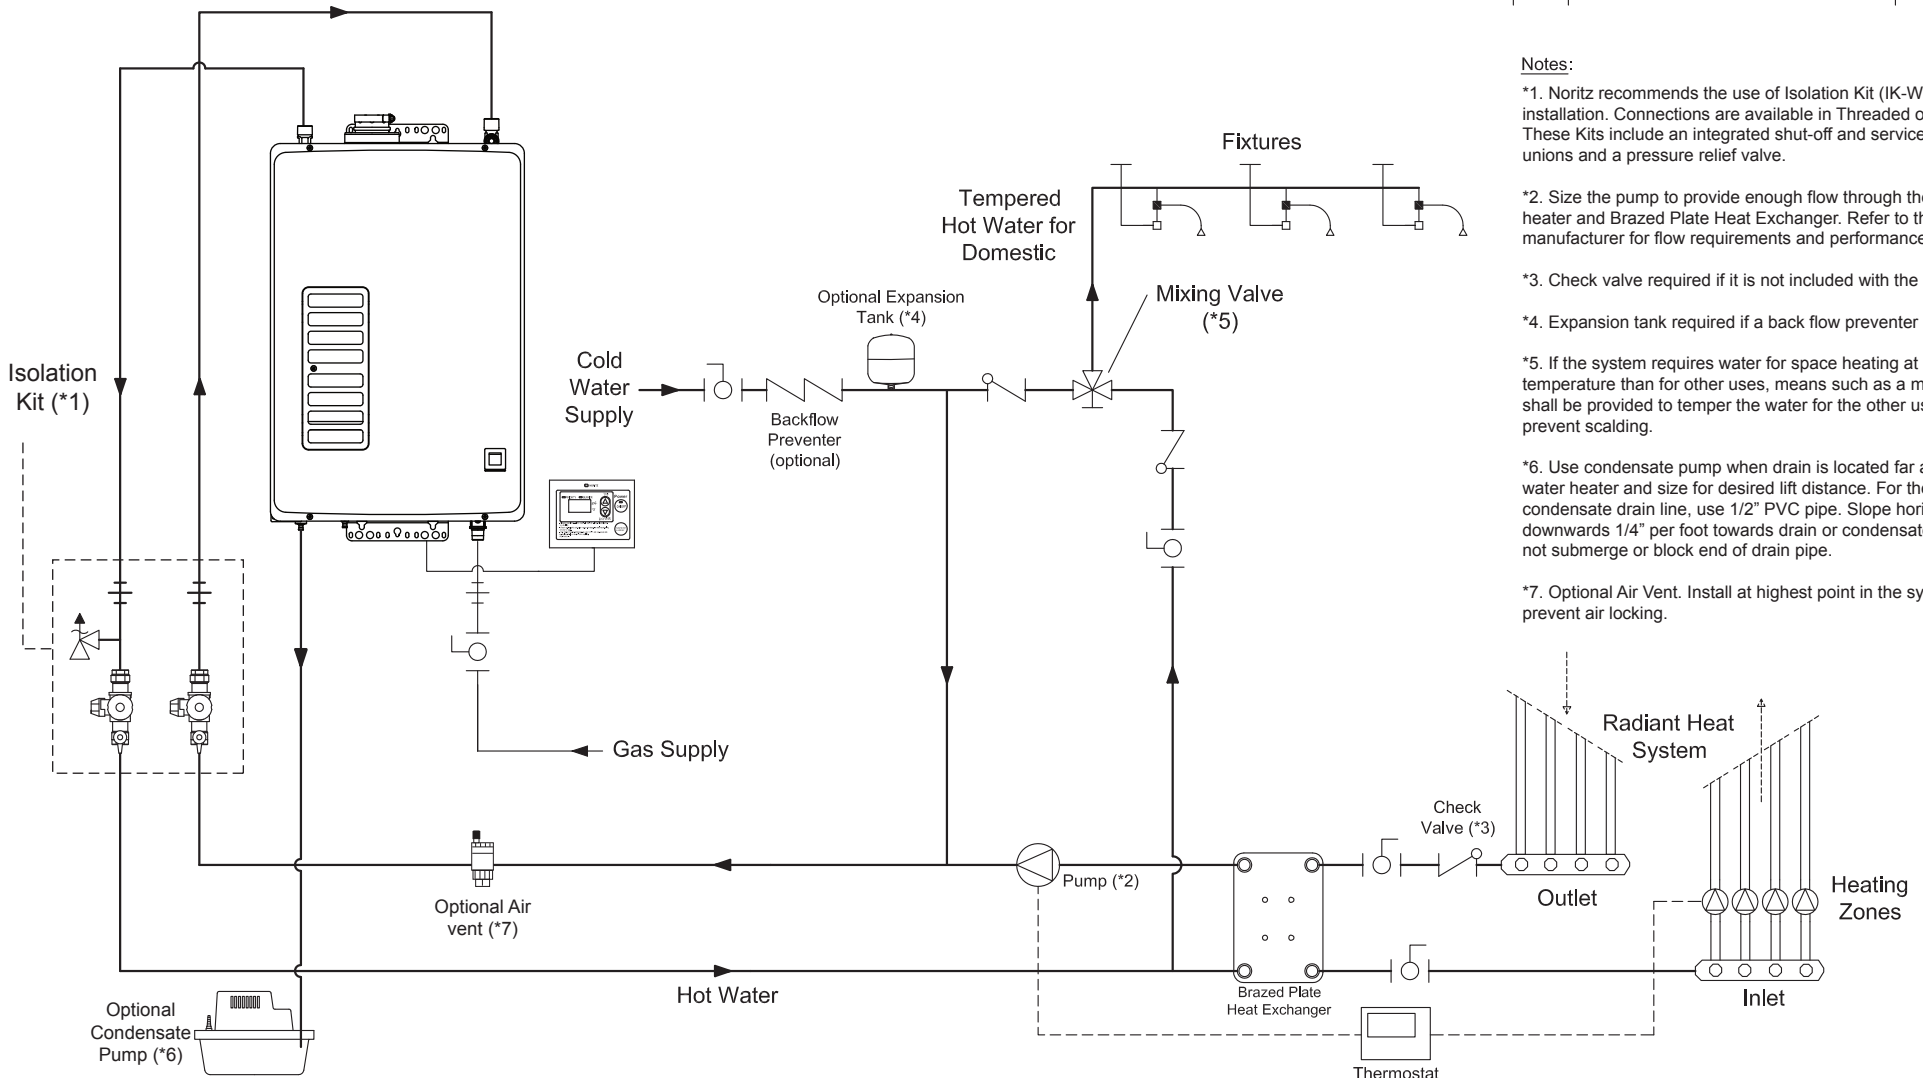 Notes:
*1. Noritz recommends the use of Isolation Kit (IK-W
installation. Connections are available in Threaded o
These Kits include an integrated shut-off and service
unions and a pressure relief valve.
*2. Size the pump to provide enough flow through the
heater and Brazed Plate Heat Exchanger. Refer to th
manufacturer for flow requirements and performance
*3. Check valve required if it is not included with the
*4. Expansion tank required if a back flow preventer
*5. If the system requires water for space heating at
temperature than for other uses, means such as a m
shall be provided to temper the water for the other us
prevent scalding.
*6. Use condensate pump when drain is located far a
water heater and size for desired lift distance. For the
condensate drain line, use 1/2” PVC pipe. Slope hori
downwards 1/4” per foot towards drain or condensat
not submerge or block end of drain pipe.
*7. Optional Air Vent. Install at highest point in the sy
prevent air locking.
Fixtures
Tempered
Hot Water for
Domestic
Optional Expansion
Tank (*4)
Mixing Valve
(*5)
Cold
Water
Supply
Backflow
Preventer
(optional)
Isolation
Kit (*1)
Gas Supply
Radiant Heat
System
Check
Valve (*3)
Pump (*2)
Outlet
Heating
Zones
Optional Air
vent (*7)
Hot Water
Brazed Plate
Heat Exchanger
Inlet
Optional
Condensate
Pump (*6)
Thermostat